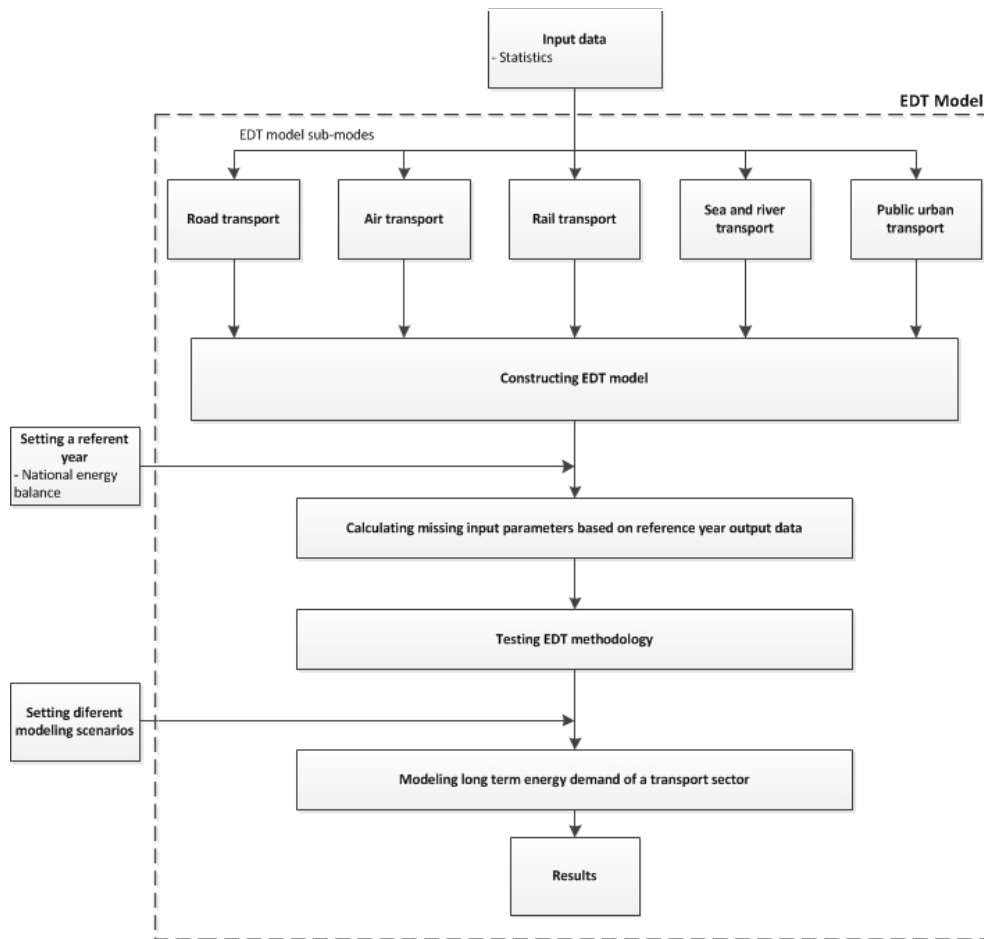 Input data
- Statistics
EDT Model
EDT model sub-modes
Road transport
Air transport
Rail transport
Sea and river
transport
Public urban
transport
Constructing EDT model
Setting a referent
year
- National energy
balance
Calculating missing input parameters based on reference year output data
Testing EDT methodology
Setting diferent
modeling scenarios
Modeling long term energy demand of a transport sector
Results